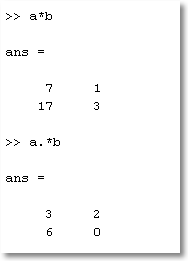 >> a*b
ans =
7 1
17 3
>> a.*b
ans =
3 2
6 0